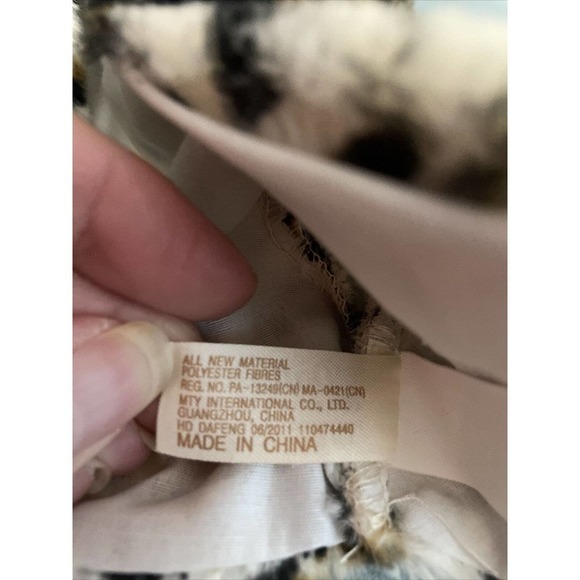 ALL NEW MATERIAL
POLYESTER FIBRES
REG. NO. PA-13249(CN) MA-0421(CN)
MTY INTERNATIONAL CO., LTD.
GUANGZHOU, CHINA
HD DAFENG 06/2011 110474440
MADE IN CHINA